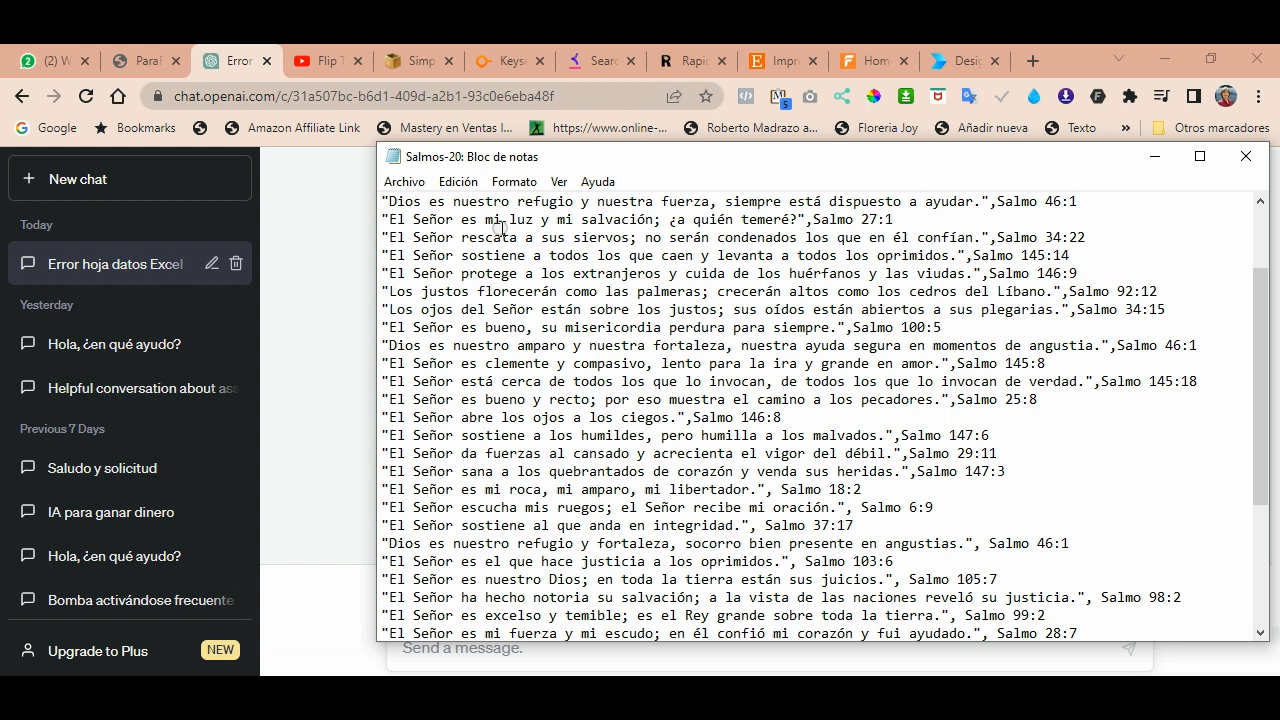 (2) W
ParaF
Error
Flip T
Simp
Keyse
Searc
Rapic
Impre
Hom
Desig
chat.openai.com/c/31a507bc-b6d1-409d-a2b1-93c0e6eba48f
5
Google
Bookmarks
Amazon Affiliate Link
Mastery en Ventas I...
https://www.online-...
Roberto Madrazo a...
Floreria Joy
Añadir nueva
Texto
»
Otros marcadores
New chat
Today
Error hoja datos Excel
Yesterday
Hola, ¿en qué ayudo?
Helpful conversation about ass
Previous 7 Days
Saludo y solicitud
IA para ganar dinero
Hola, ¿en qué ayudo?
Bomba activándose frecuente
Upgrade to Plus
NEW
Salmos-20: Bloc de notas
Archivo Edición Formato Ver Ayuda
"Dios es nuestro refugio y nuestra fuerza, siempre está dispuesto a ayudar.",Salmo 46:1
"El Señor es mi luz y mi salvación; ¿a quién temeré?",Salmo 27:1
"El Señor rescata a sus siervos; no serán condenados los que en él confían.",Salmo 34:22
"El Señor sostiene a todos los que caen y levanta a todos los oprimidos.",Salmo 145:14
"El Señor protege a los extranjeros y cuida de los huérfanos y las viudas.",Salmo 146:9
"Los justos florecerán como las palmeras; crecerán altos como los cedros del Líbano.",Salmo 92:12
"Los ojos del Señor están sobre los justos; sus oídos están abiertos a sus plegarias.",Salmo 34:15
"El Señor es bueno, su misericordia perdura para siempre.",Salmo 100:5
"Dios es nuestro amparo y nuestra fortaleza, nuestra ayuda segura en momentos de angustia.",Salmo 46:1
"El Señor es clemente y compasivo, lento para la ira y grande en amor.",Salmo 145:8
"El Señor está cerca de todos los que lo invocan, de todos los que lo invocan de verdad.",Salmo 145:18
"El Señor es bueno y recto; por eso muestra el camino a los pecadores.",Salmo 25:8
"El Señor abre los ojos a los ciegos.",Salmo 146:8
"El Señor sostiene a los humildes, pero humilla a los malvados.",Salmo 147:6
"El Señor da fuerzas al cansado y acrecienta el vigor del débil.",Salmo 29:11
"El Señor sana a los quebrantados de corazón y venda sus heridas.",Salmo 147:3
"El Señor es mi roca, mi amparo, mi libertador.", Salmo 18:2
"El Señor escucha mis ruegos; el Señor recibe mi oración.", Salmo 6:9
"El Señor sostiene al que anda en integridad.", Salmo 37:17
"Dios es nuestro refugio y fortaleza, socorro bien presente en angustias.", Salmo 46:1
"El Señor es el que hace justicia a los oprimidos.", Salmo 103:6
"El Señor es nuestro Dios; en toda la tierra están sus juicios.", Salmo 105:7
"El Señor ha hecho notoria su salvación; a la vista de las naciones reveló su justicia.", Salmo 98:2
"El Señor es excelso y temible; es el Rey grande sobre toda la tierra.", Salmo 99:2
"El Señor es mi fuerza y mi escudo; en él confió mi corazón y fui ayudado.", Salmo 28:7
Send a message.